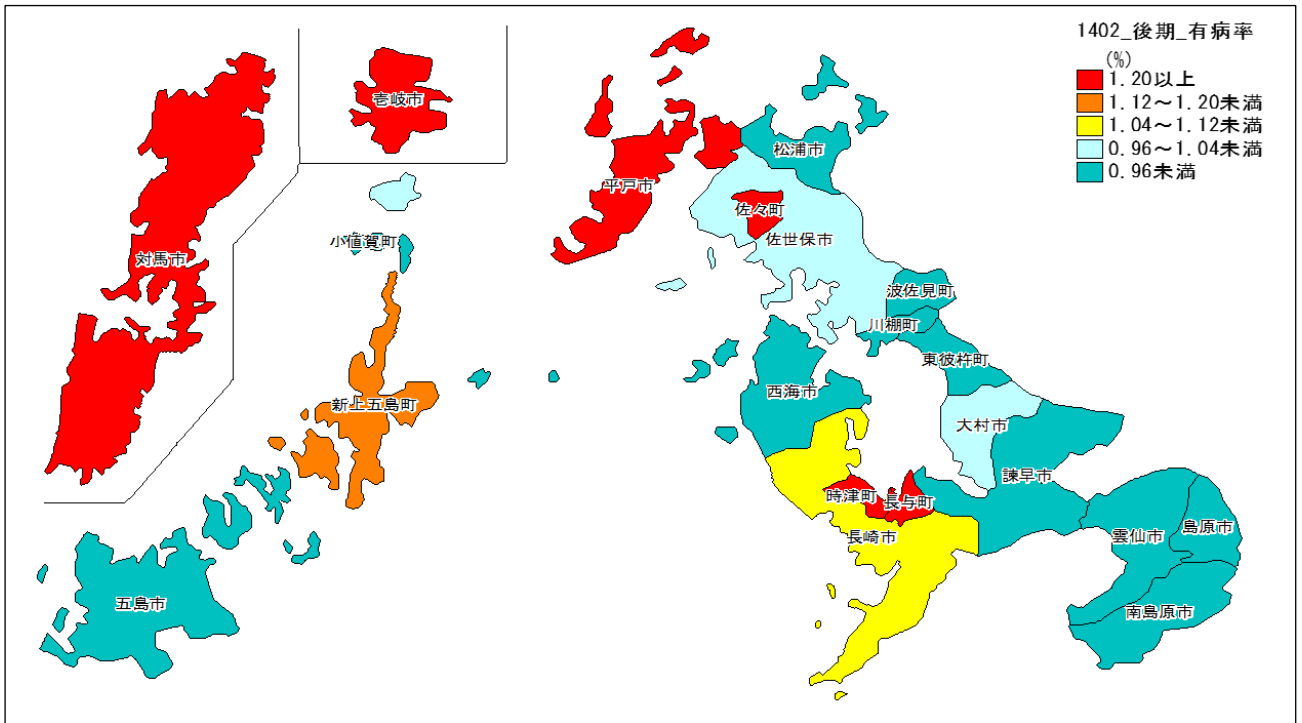 1402_後期_有病率
(%)
1.20以上
1.12～1.20未満
1.04～1.12未満
0.96～1.04未満
0.96未満
壱岐市
対馬市
小値賀町
新上五島町
五島市
平戸市
松浦市
佐々町
佐世保市
波佐見町
川棚町
東彼杵町
西海市
大村市
諫早市
時津町
長与町
長崎市
雲仙市
島原市
南島原市